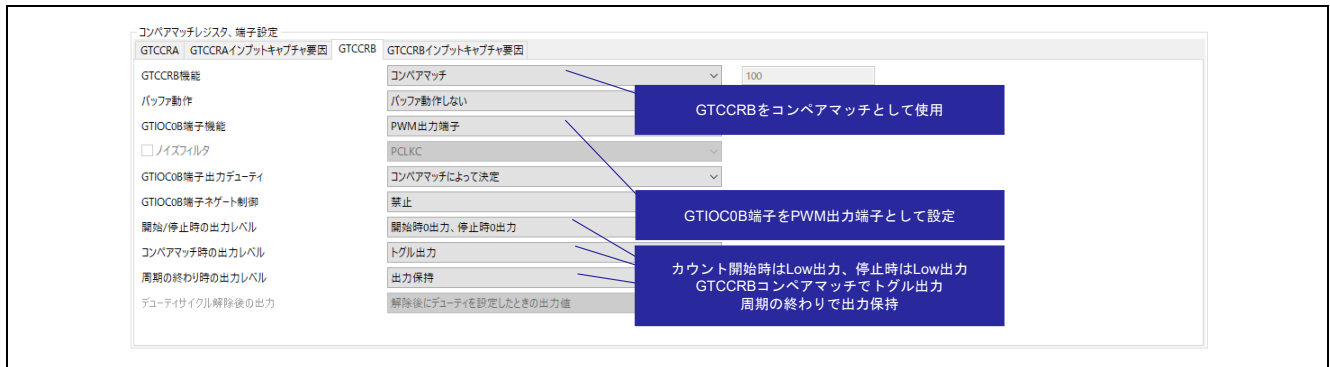 コンペアマッチレジスタ、端子設定
GTCCRA GTCCRAインプットキャプチャ要因 GTCCRB GTCCRBインプットキャプチャ要因
GTCCRB機能 コンペアマッチ 100
バッファ動作 バッファ動作しない
GTCCRBをコンペアマッチとして使用
GTIOC0B端子機能 PWM出力端子
ノイズフィルタ PCLKC
GTIOC0B端子出力デューティ コンペアマッチによって決定
GTIOC0B端子ネゲート制御 禁止
GTIOC0B端子をPWM出力端子として設定
開始/停止時の出力レベル 開始時0出力、停止時0出力
コンペアマッチ時の出力レベル トグル出力
周期の終わり時の出力レベル 出力保持
カウント開始時はLow出力、停止時はLow出力
GTCCRBコンペアマッチでトグル出力
周期の終わりで出力保持
デューティサイクル解除後の出力 解除後にデューティを設定したときの出力値